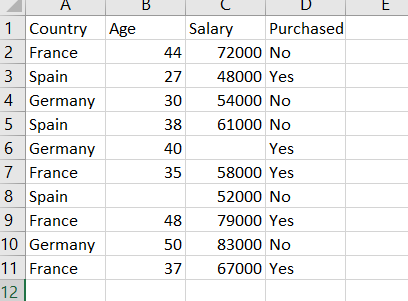 A B C D E
1 Country Age Salary Purchased
2 France 44 72000 No
3 Spain 27 48000 Yes
4 Germany 30 54000 No
5 Spain 38 61000 No
6 Germany 40 Yes
7 France 35 58000 Yes
8 Spain 52000 No
9 France 48 79000 Yes
10 Germany 50 83000 No
11 France 37 67000 Yes
12